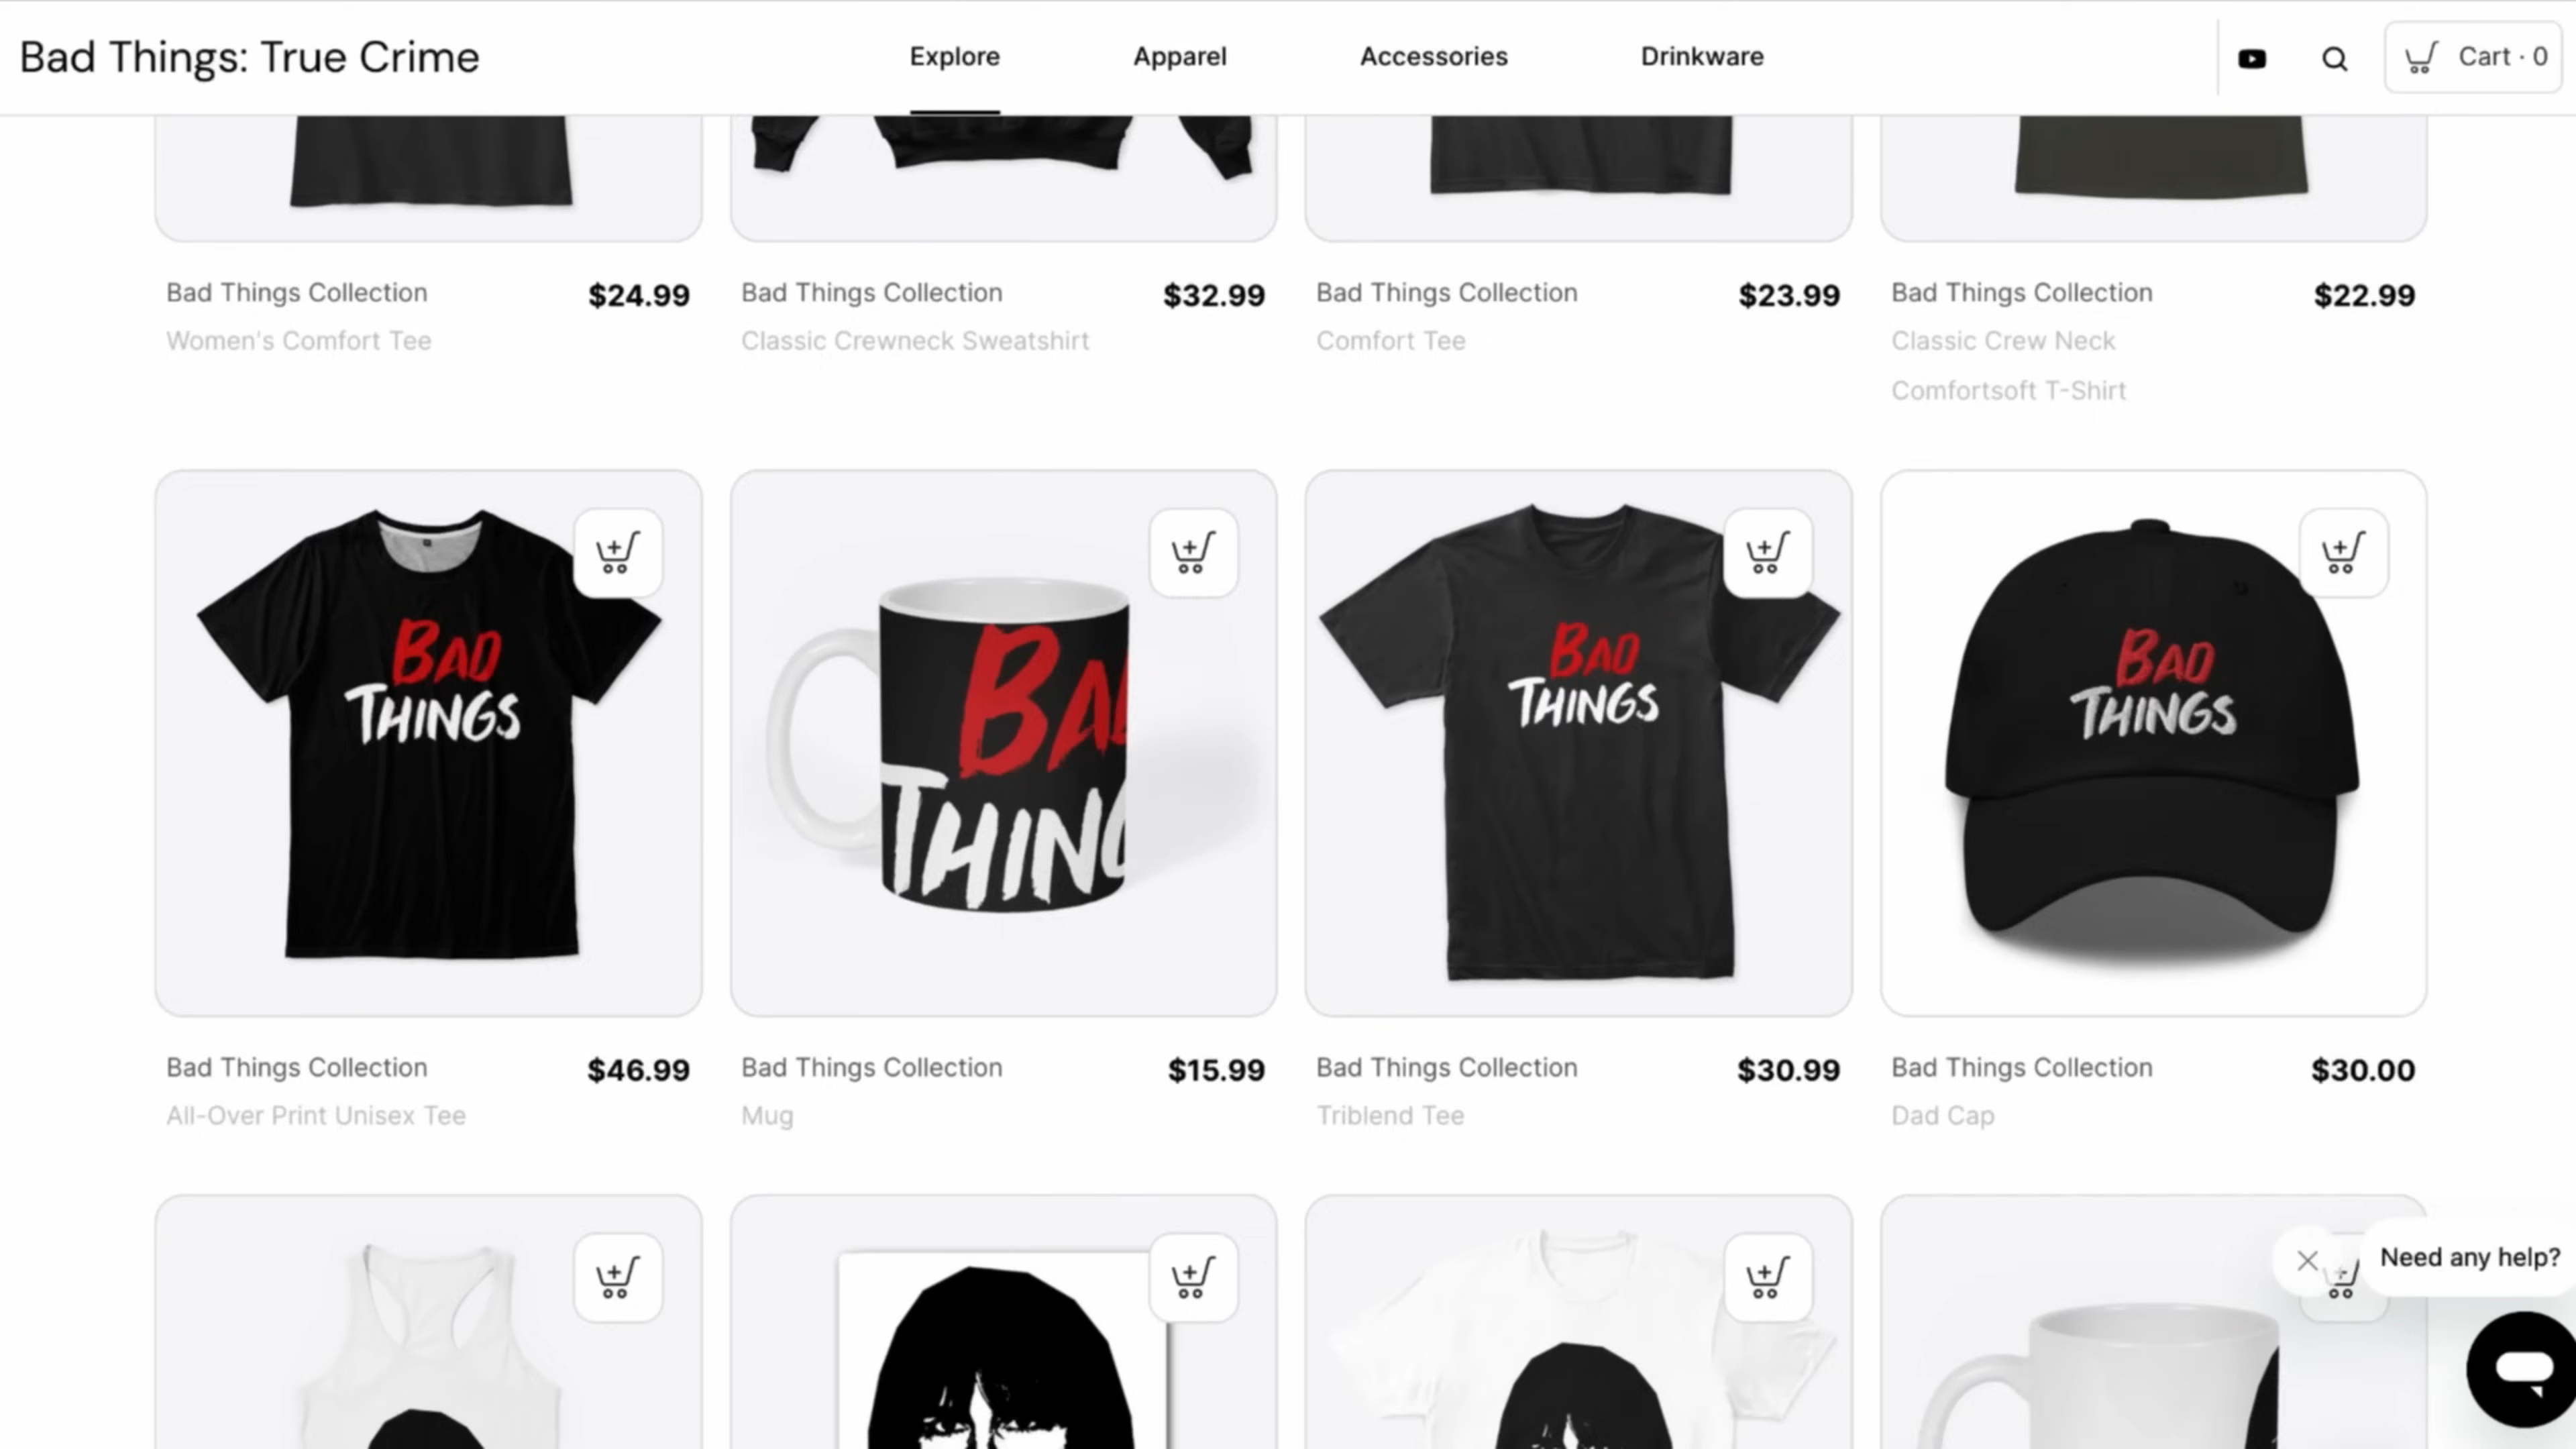 Bad Things: True Crime
Explore
Apparel
Accessories
Drinkware
Cart · 0
Bad Things Collection
$24.99
Women's Comfort Tee
Bad Things Collection
$32.99
Classic Crewneck Sweatshirt
Bad Things Collection
$23.99
Comfort Tee
Bad Things Collection
$22.99
Classic Crew Neck
Comfortsoft T-Shirt
BAD
THINGS
BAD
THING
BAD
THINGS
BAD
THINGS
Bad Things Collection
$46.99
All-Over Print Unisex Tee
Bad Things Collection
$15.99
Mug
Bad Things Collection
$30.99
Triblend Tee
Bad Things Collection
$30.00
Dad Cap
Need any help?